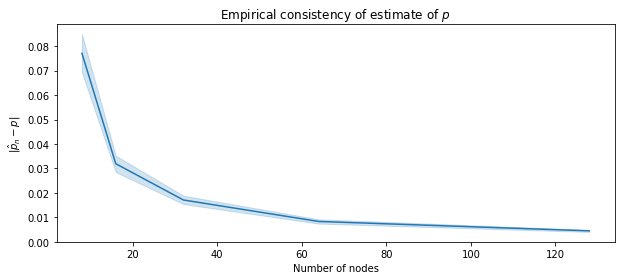 Empirical consistency of estimate of p
|p̂ₙ − p|
0.08
0.07
0.06
0.05
0.04
0.03
0.02
0.01
0.00
20 40 60 80 100 120
Number of nodes